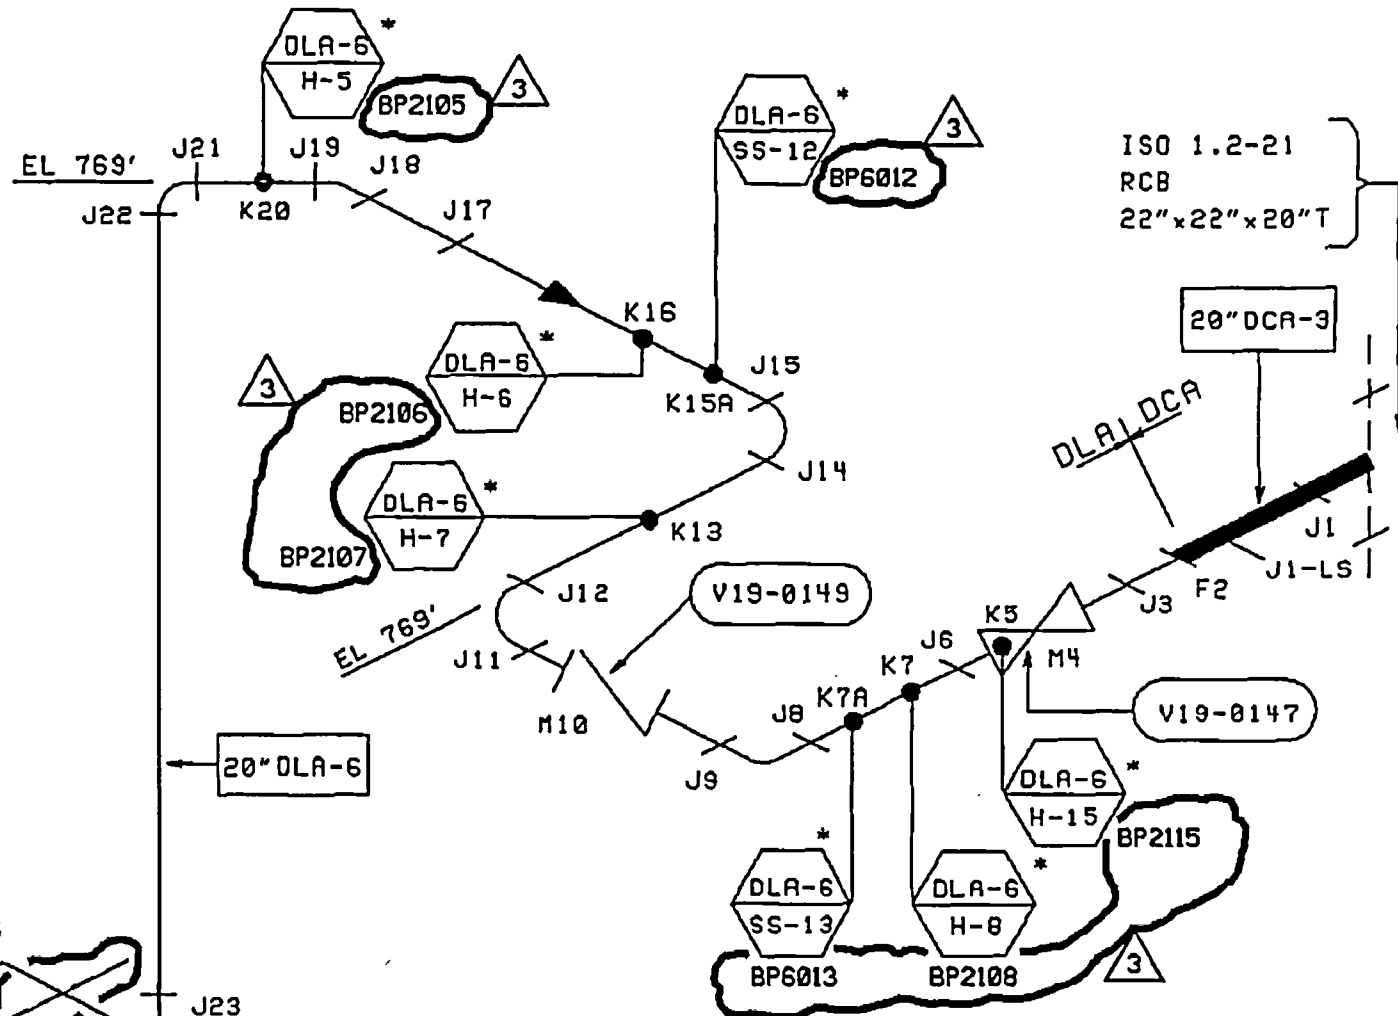 DLA-6 *
H-5
BP2105
3
DLA-6 *
SS-12
BP6012
3
ISO 1.2-21
RCB
22"x22"x20"T
EL 769'
J21
J19
J18
J22
K20
J17
K16
20"DCA-3
DLA-6 *
H-6
J15
K15A
3
BP2106
DLA DCA
DLA-6 *
H-7
J14
K13
BP2107
J1
J1-LS
F2
J3
J12
V19-0149
EL 769'
J11
K5
J6
M4
K7
K7A
M10
J8
V19-0147
J9
20"DLA-6
DLA-6 *
H-15
BP2115
DLA-6 *
SS-13
DLA-6 *
H-8
BP6013
BP2108
3
J23